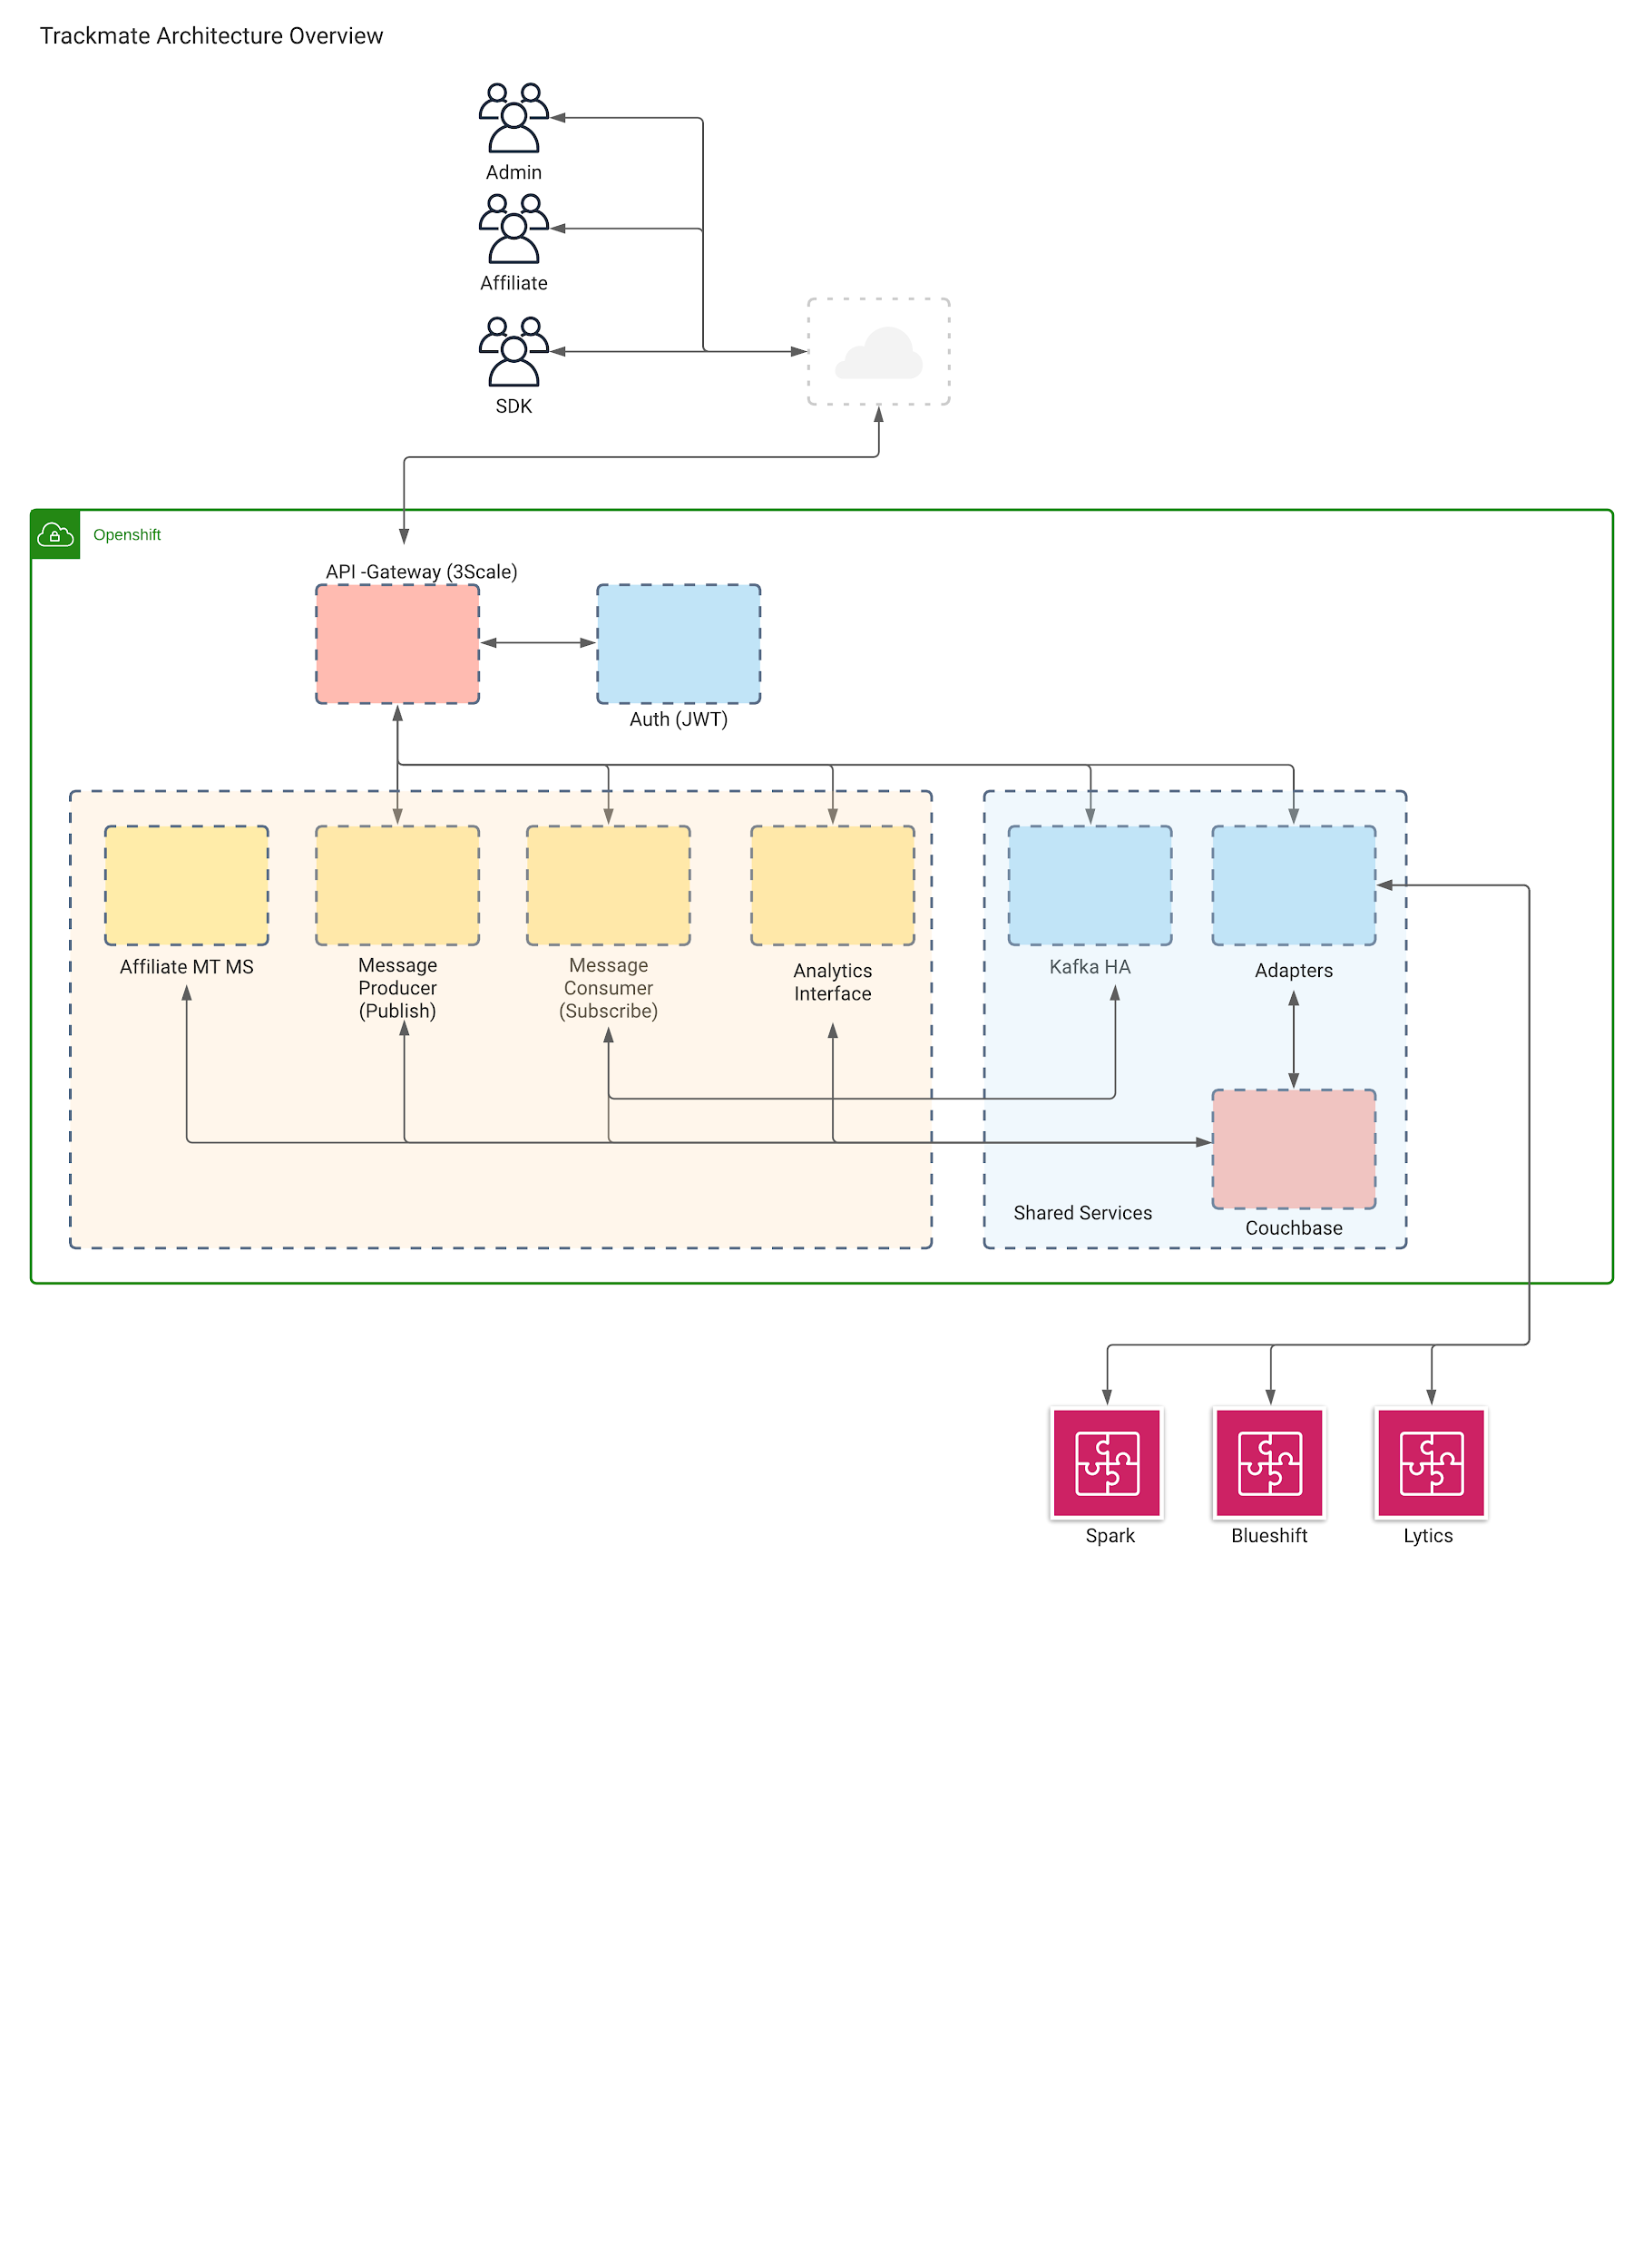 Trackmate Architecture Overview
Admin
Affiliate
SDK
Openshift
API -Gateway (3Scale)
Auth (JWT)
Affiliate MT MS
Message
Producer
(Publish)
Message
Consumer
(Subscribe)
Analytics
Interface
Kafka HA
Adapters
Shared Services
Couchbase
Spark
Blueshift
Lytics